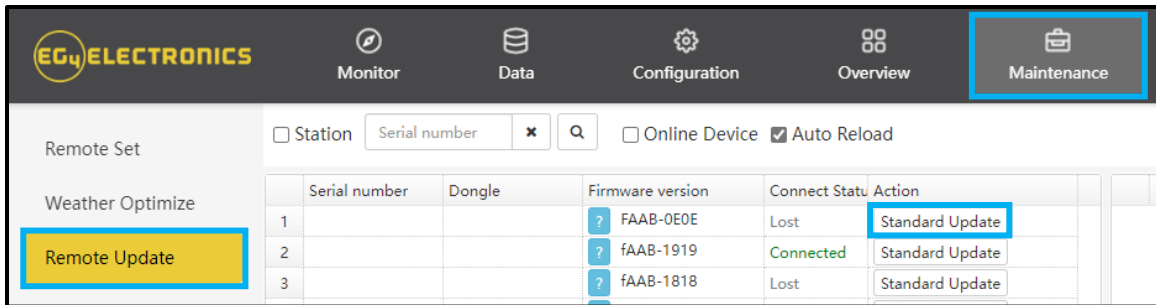 EG4 ELECTRONICS
Monitor
Data
Configuration
Overview
Maintenance
Remote Set
Weather Optimize
Remote Update
Station Serial number Online Device Auto Reload
Serial number Dongle Firmware version Connect Statu Action
1 ? FAAB-0E0E Lost Standard Update
2 ? fAAB-1919 Connected Standard Update
3 ? fAAB-1818 Lost Standard Update